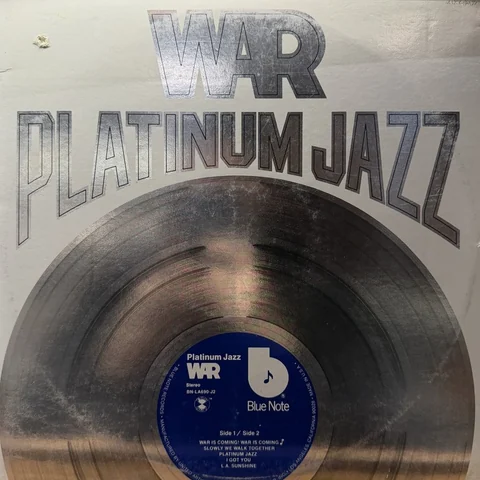 WAR
PLATINUM JAZZ
Platinum Jazz
WAR
Stereo
BN-LA690-J2
b
Blue Note
Side 1 / Side 2
WAR IS COMING! WAR IS COMING!
SLOWLY WE WALK TOGETHER
PLATINUM JAZZ
I GOT YOU
L.A. SUNSHINE